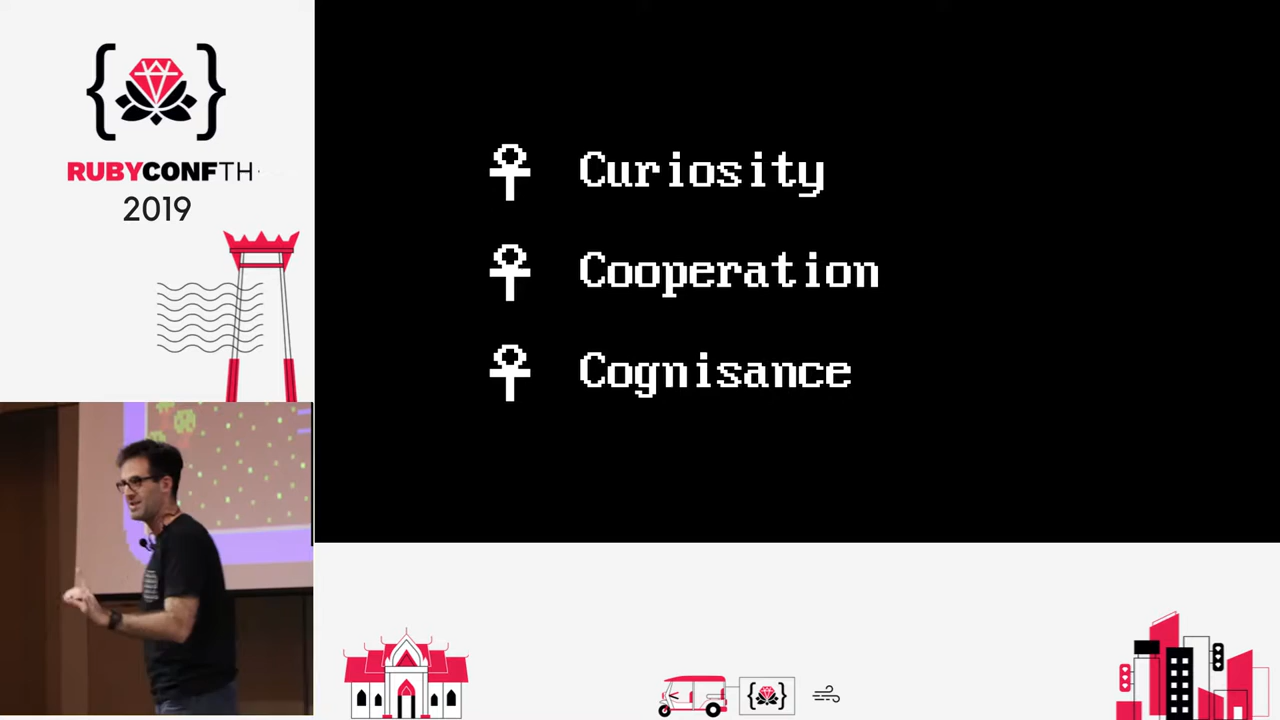 RUBYCONFTH
2019
Curiosity
Cooperation
Cognisance